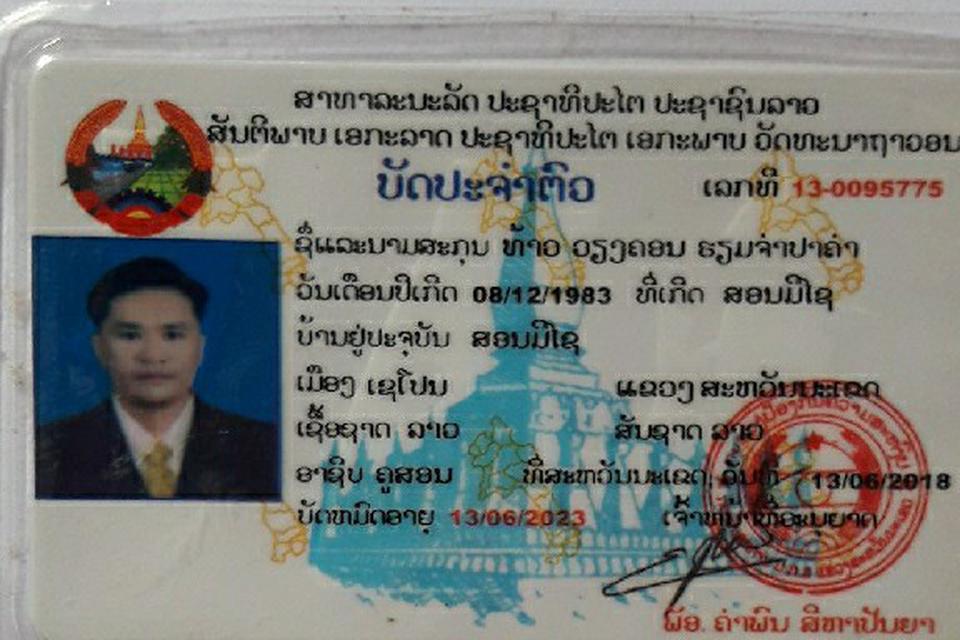 ສາທາລະນະລັດ ປະຊາທິປະໄຕ ປະຊາຊົນລາວ
ສັນຕິພາບ ເອກະລາດ ປະຊາທິປະໄຕ ເອກະພາບ ວັດທະນາຖາວອນ
ບັດປະຈຳຕົວ ເລກທີ 13-0095775
ຊື່ແລະນາມສະກຸນ ທ້າວ ວຽງຄອນ ຮຽມຈຳປາຄຳ
ວັນເດືອນປີເກີດ 08/12/1983 ທີ່ເກີດ ສອນມີໄຊ
ບ້ານຢູ່ປະຈຸບັນ ສອນມີໄຊ
ເມືອງ ເຊໂປນ ແຂວງ ສະຫວັນນະເຂດ
ເຊື້ອຊາດ ລາວ ສັນຊາດ ລາວ
ອາຊີບ ຄູສອນ ທີ່ສະຫວັນນະເຂດ, ວັນທີ 13/06/2018
ບັດຫມົດອາຍຸ 13/06/2023 ເຈົ້າຫນ້າທີ່ອະນຸຍາດ
ພັອ. ຄຳພົນ ສີຫາປັນຍາ